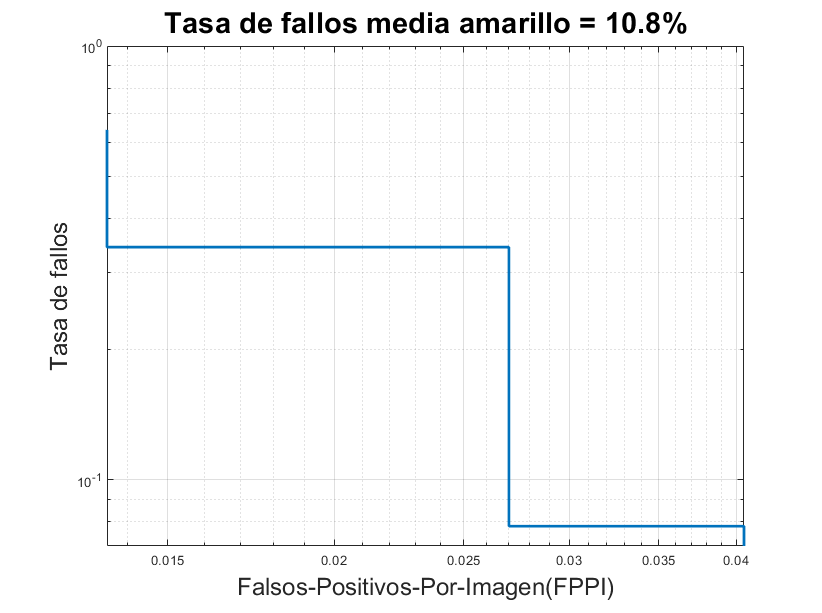 Tasa de fallos media amarillo = 10.8%
10^0
Tasa de fallos
10^-1
0.015 0.02 0.025 0.03 0.035 0.04
Falsos-Positivos-Por-Imagen(FPPI)